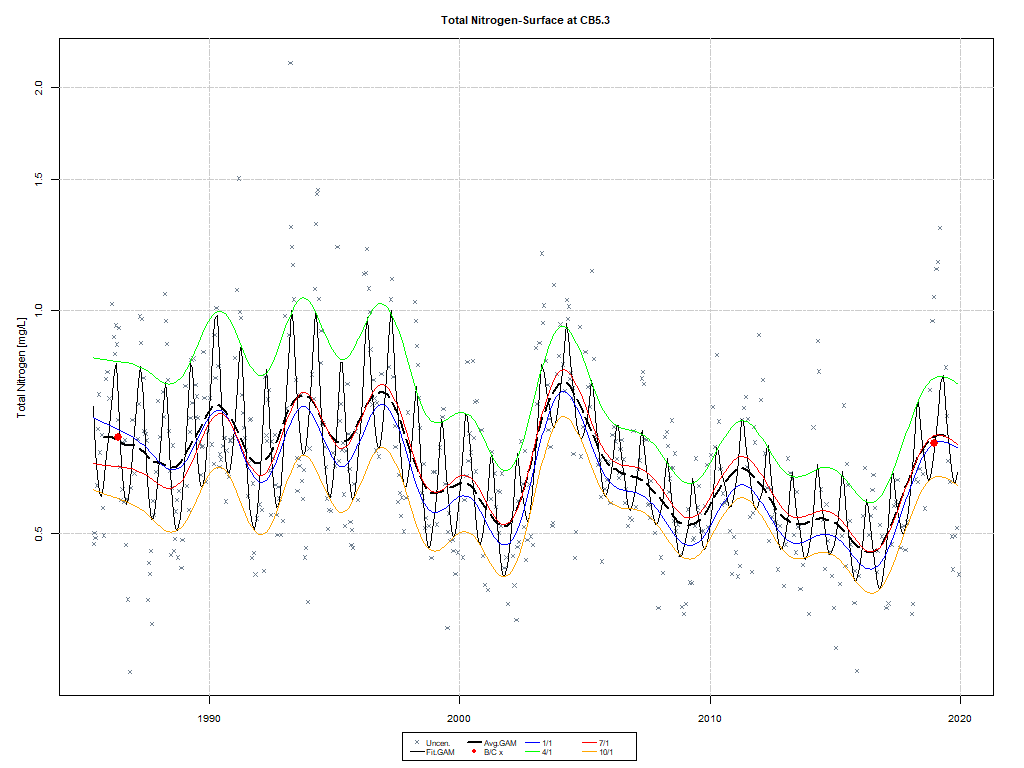 Total Nitrogen-Surface at CB5.3
Total Nitrogen [mg/L]
2.0
1.5
1.0
0.5
1990 2000 2010 2020
Uncen. Avg.GAM 1/1 7/1
Fit.GAM B/C x 4/1 10/1